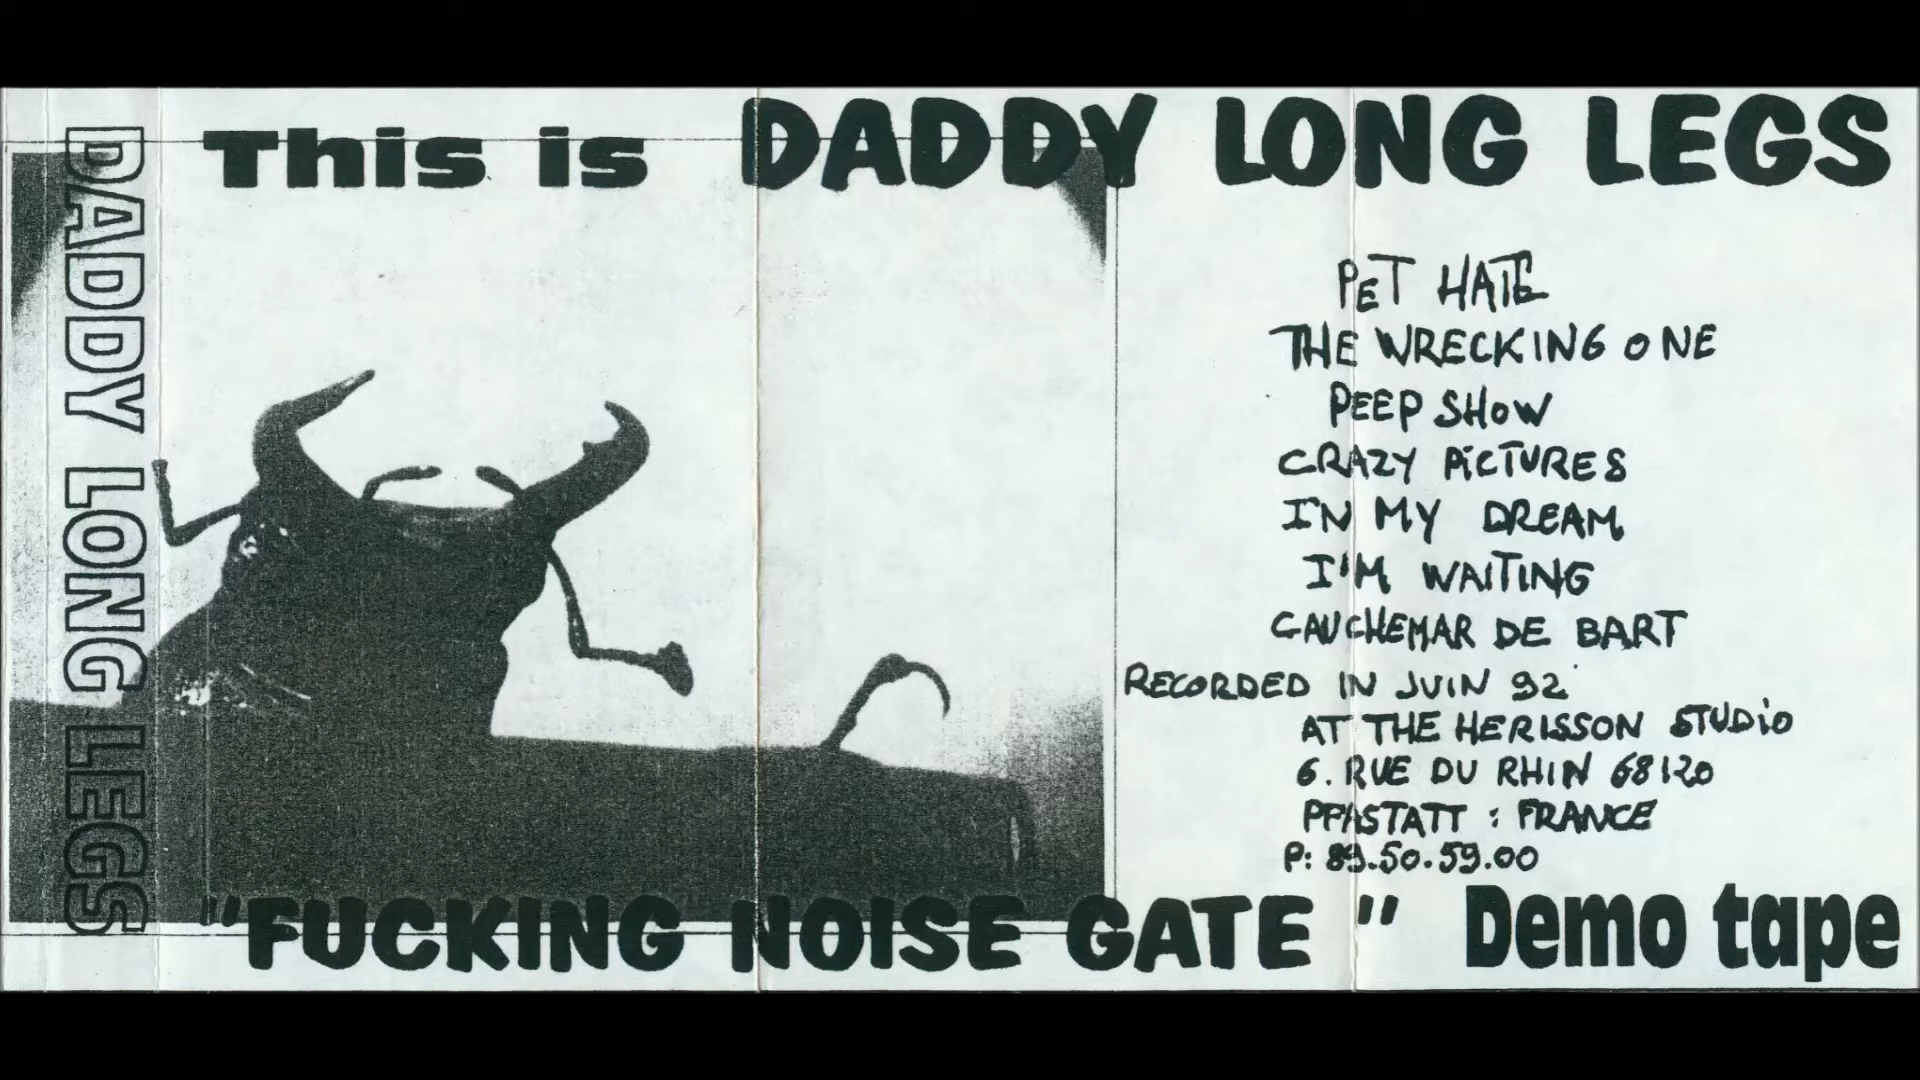 DADDY LONG LEGS
This is DADDY LONG LEGS
PET HATE
THE WRECKING ONE
PEEP SHOW
CRAZY PICTURES
IN MY DREAM
I'M WAITING
CAUCHEMAR DE BART
RECORDED IN JUIN 92
AT THE HERISSON STUDIO
6. RUE DU RHIN 68120
PFASTATT : FRANCE
P: 89.50.59.00
"FUCKING NOISE GATE" Demo tape